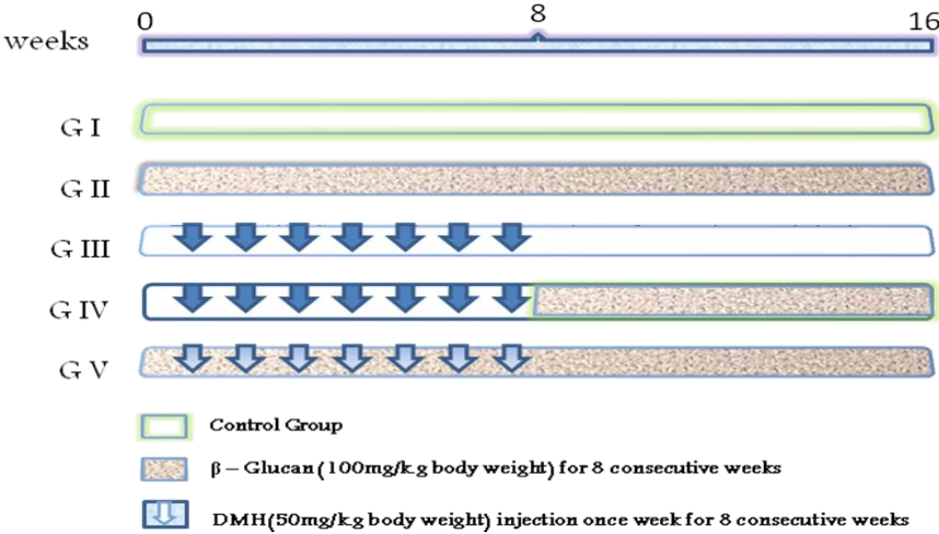 0 8 16
weeks
G I
G II
G III
G IV
G V
Control Group
β – Glucan (100mg/k.g body weight) for 8 consecutive weeks
DMH(50mg/kg body weight) injection once week for 8 consecutive weeks